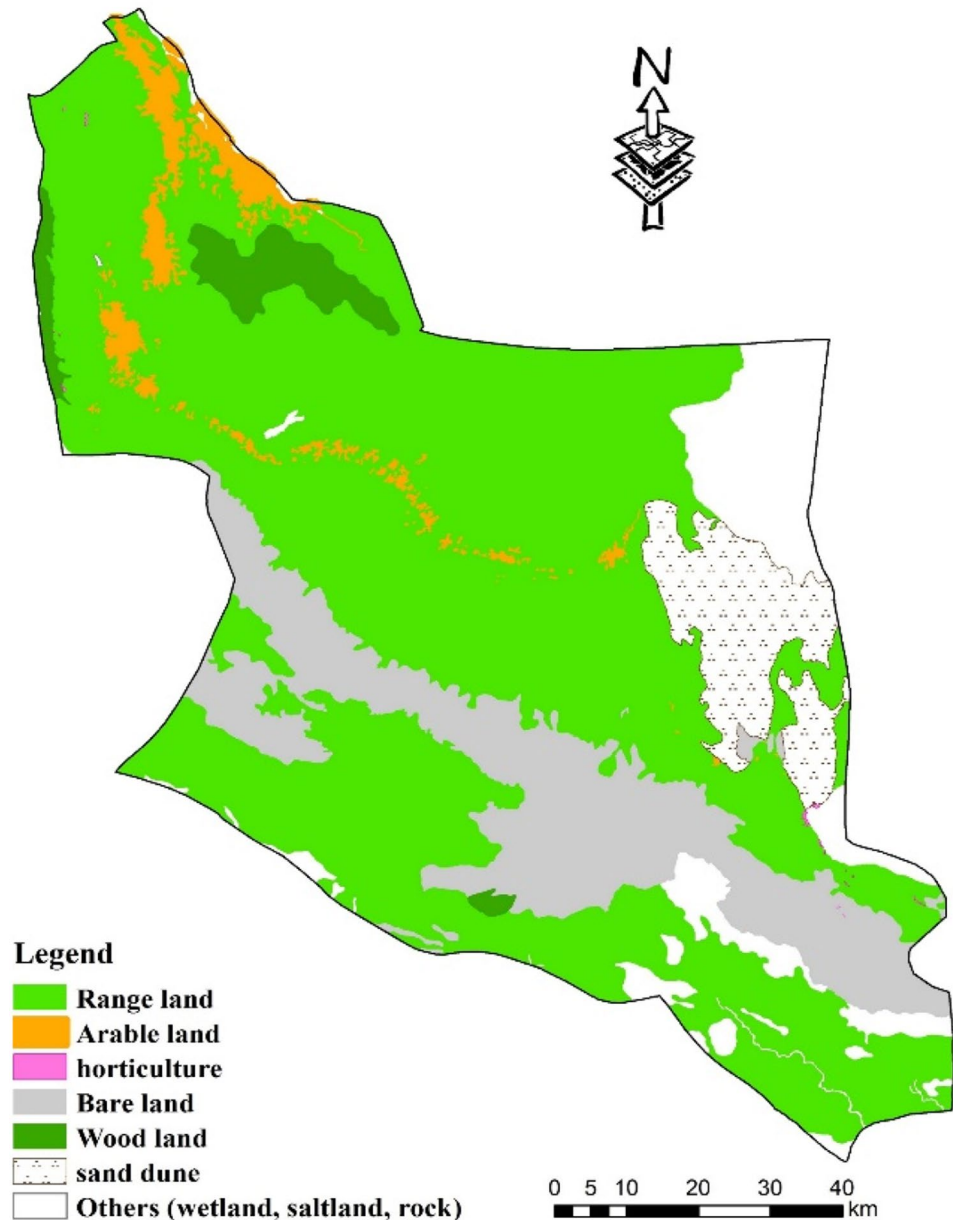 N
Legend
Range land
Arable land
horticulture
Bare land
Wood land
sand dune
Others (wetland, saltland, rock)
0 5 10 20 30 40
km